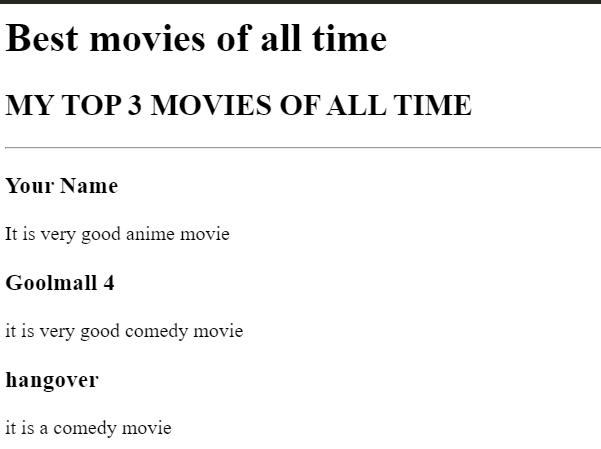 Best movies of all time
MY TOP 3 MOVIES OF ALL TIME
Your Name
It is very good anime movie
Goolmall 4
it is very good comedy movie
hangover
it is a comedy movie